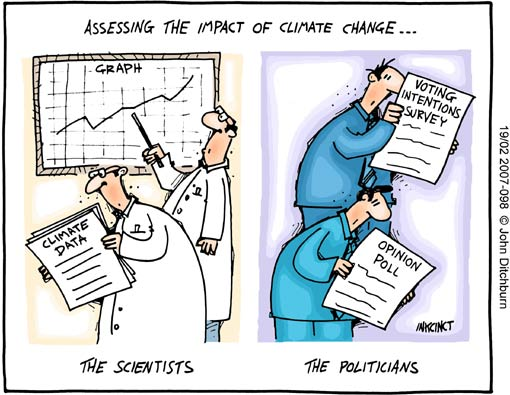 ASSESSING THE IMPACT OF CLIMATE CHANGE...
GRAPH
CLIMATE
DATA
THE SCIENTISTS
VOTING
INTENTIONS
SURVEY
OPINION
POLL
INKCINCT
THE POLITICIANS
19/02 2007-098 © John Ditchburn